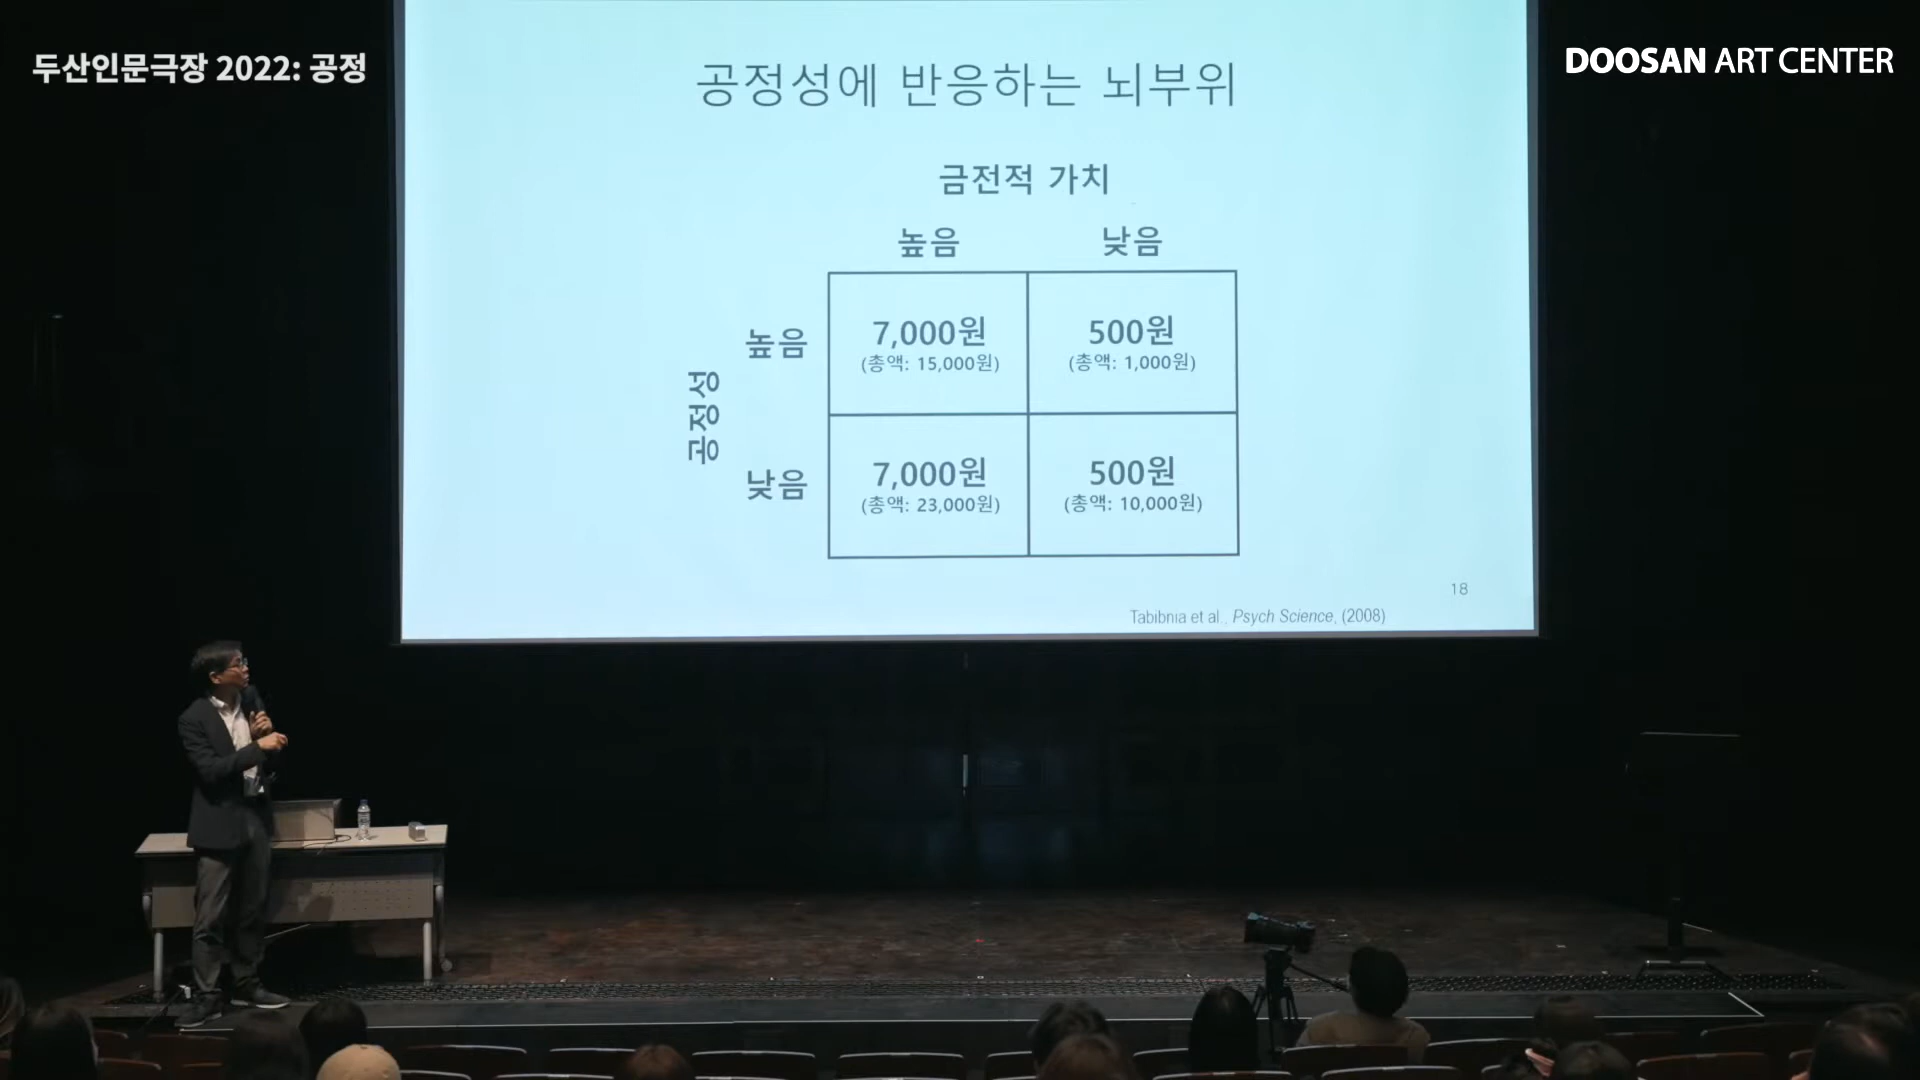 두산인문극장 2022: 공정
DOOSAN ART CENTER
공정성에 반응하는 뇌부위
금전적 가치
높음 낮음
공정성
높음
7,000원 500원
(총액: 15,000원) (총액: 1,000원)
낮음
7,000원 500원
(총액: 23,000원) (총액: 10,000원)
18
Tabibnia et al., Psych Science, (2008)